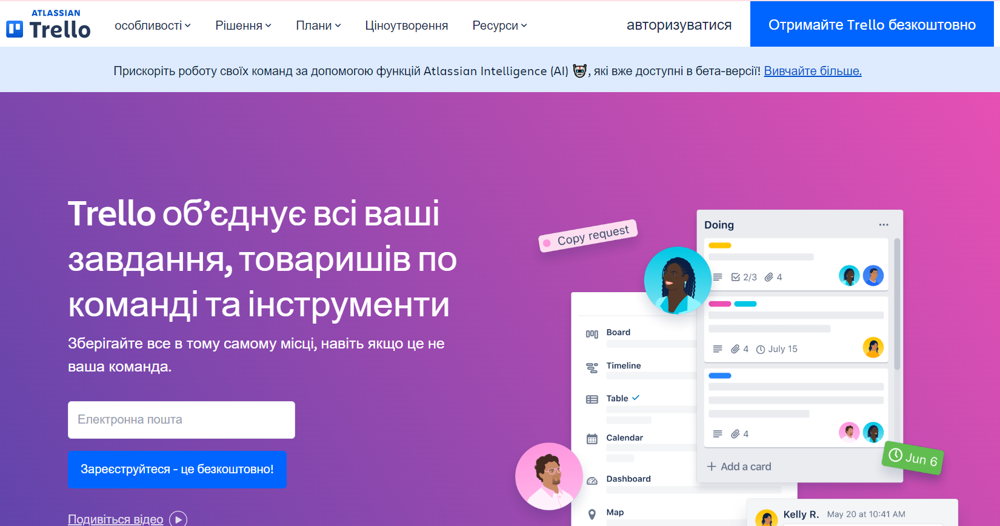 ATLASSIAN
Trello
особливості
Рішення
Плани
Ціноутворення
Ресурси
авторизуватися
Отримайте Trello безкоштовно
Прискоріть роботу своїх команд за допомогою функцій Atlassian Intelligence (AI) 🤖, які вже доступні в бета-версії! Вивчайте більше.
Trello об’єднує всі ваші
завдання, товаришів по
команді та інструменти
Зберігайте все в тому самому місці, навіть якщо це не
ваша команда.
Електронна пошта
Зареєструйтеся - це безкоштовно!
Подивіться відео
Copy request
Board
Timeline
Table
Calendar
Dashboard
Map
Doing
2/3 4
4 July 15
4
+ Add a card
Jun 6
Kelly R. May 20 at 10:41 AM